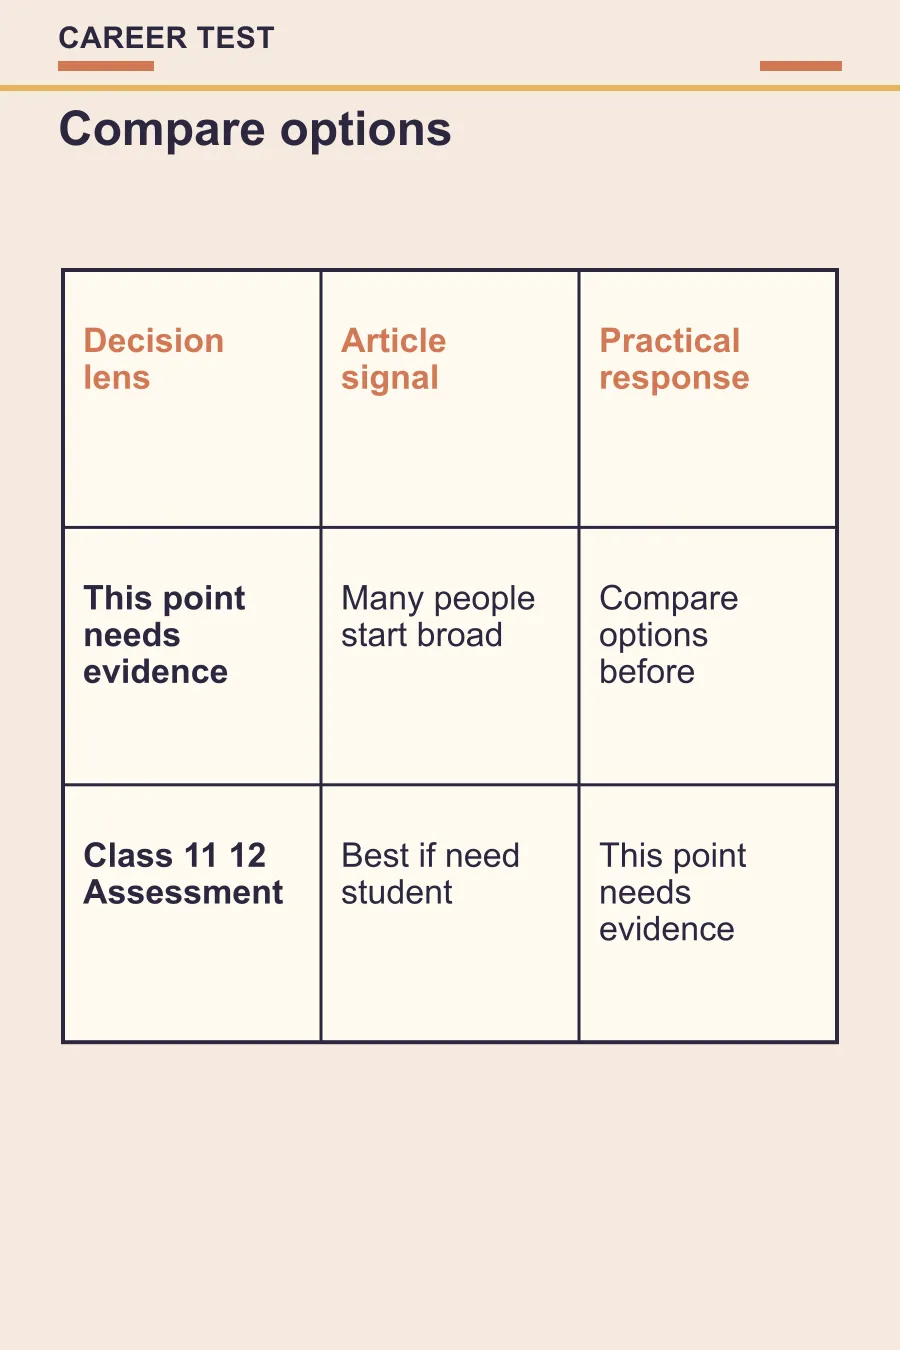 CAREER TEST
Compare options
Decision
lens
Article
signal
Practical
response
This point
needs
evidence
Many people
start broad
Compare
options
before
Class 11 12
Assessment
Best if need
student
This point
needs
evidence